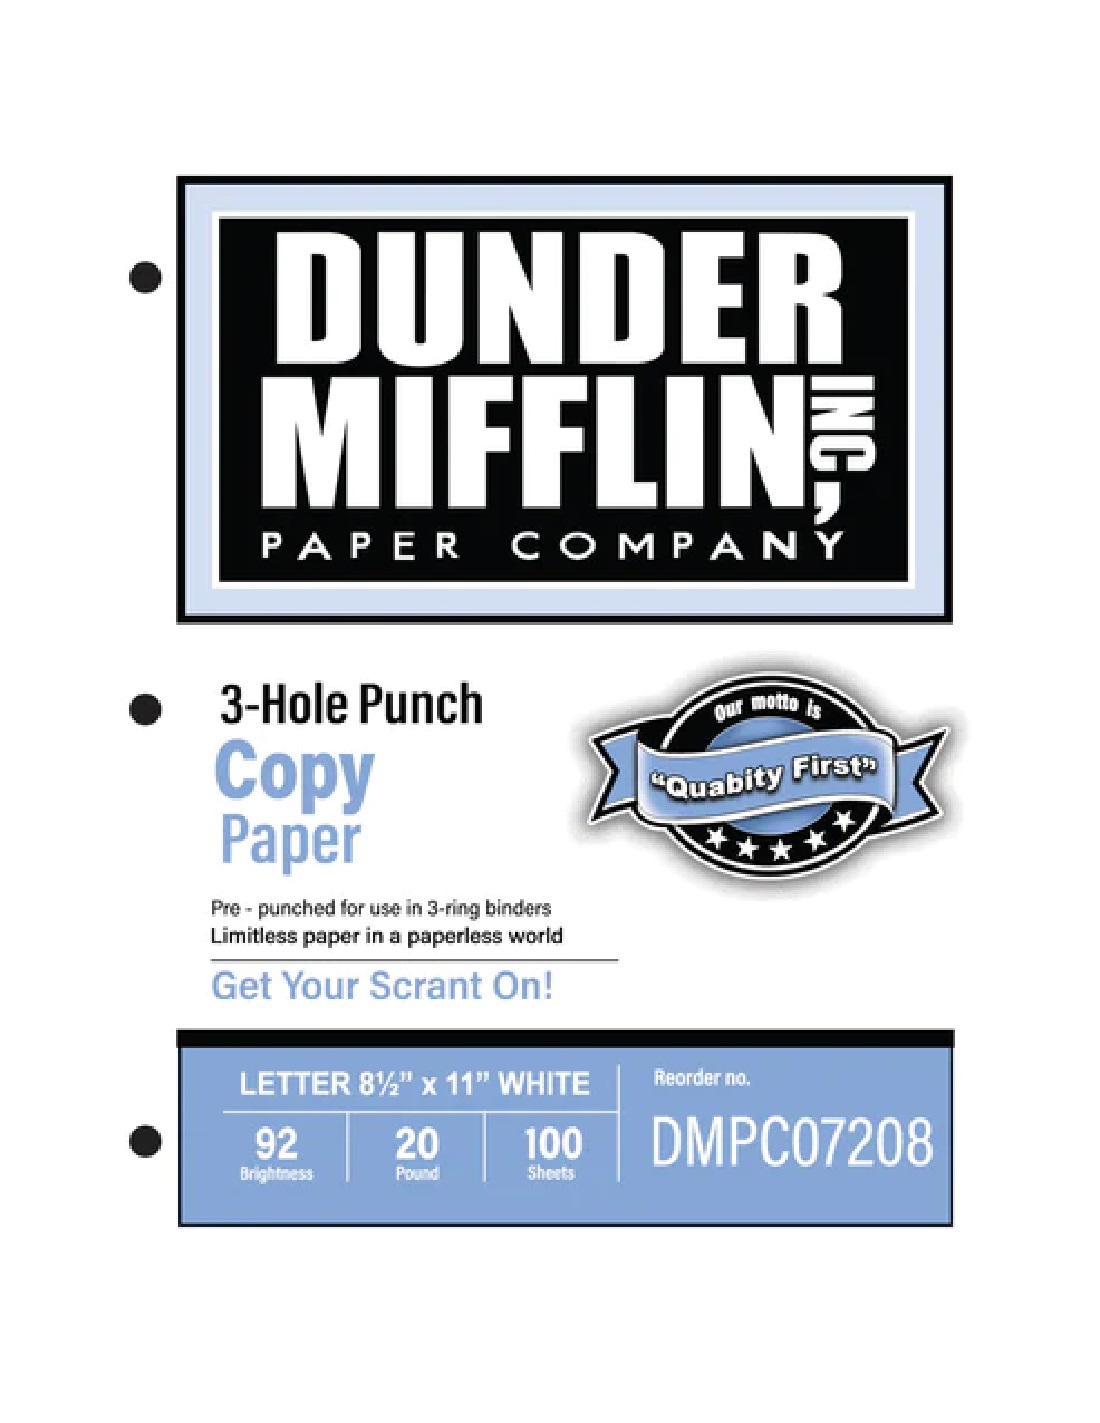 DUNDER
MIFFLIN, INC
PAPER COMPANY
3-Hole Punch
Copy
Paper
Our motto is
“Quabity First”
Pre - punched for use in 3-ring binders
Limitless paper in a paperless world
Get Your Scrant On!
LETTER 8½” x 11” WHITE
92
Brightness
20
Pound
100
Sheets
Reorder no.
DMPC07208